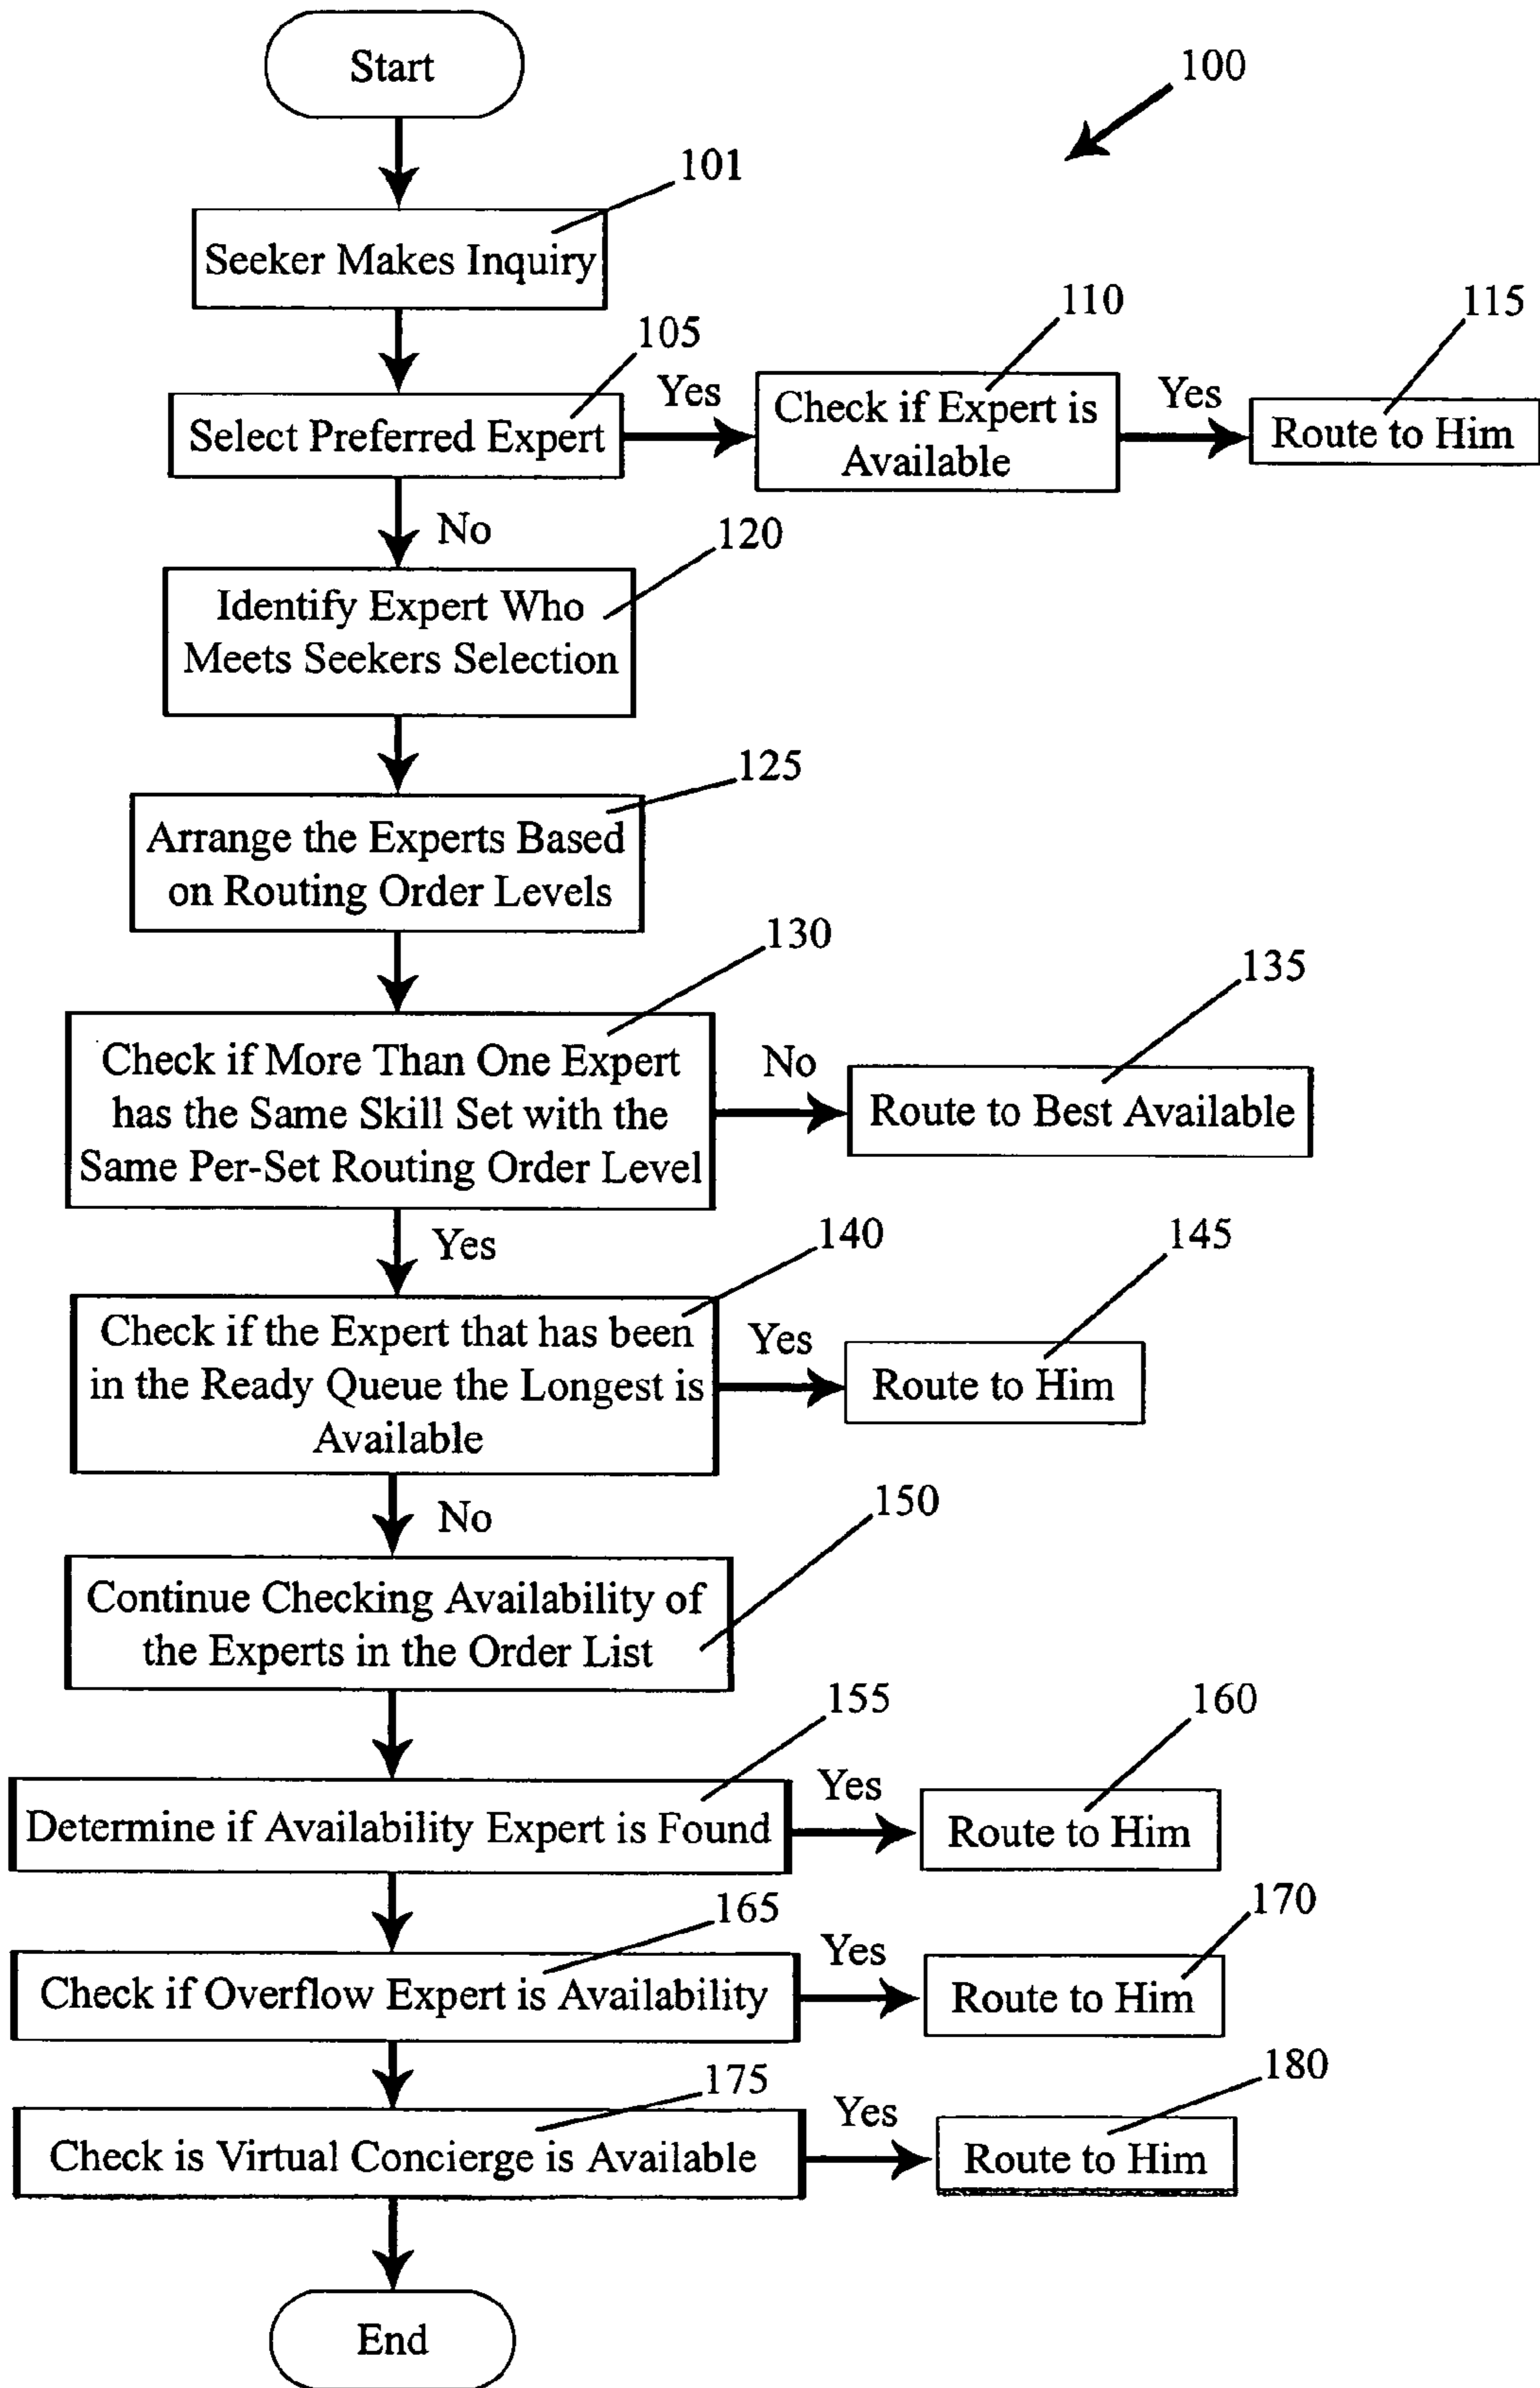 Start
100
101
Seeker Makes Inquiry
105
110
115
Select Preferred Expert
Yes
Check if Expert is
Available
Yes
Route to Him
No
120
Identify Expert Who
Meets Seekers Selection
125
Arrange the Experts Based
on Routing Order Levels
130
135
Check if More Than One Expert
has the Same Skill Set with the
Same Per-Set Routing Order Level
No
Route to Best Available
Yes
140
145
Check if the Expert that has been
in the Ready Queue the Longest is
Available
Yes
Route to Him
No
150
Continue Checking Availability of
the Experts in the Order List
155
160
Determine if Availability Expert is Found
Yes
Route to Him
165
170
Check if Overflow Expert is Availability
Yes
Route to Him
175
180
Check is Virtual Concierge is Available
Yes
Route to Him
End